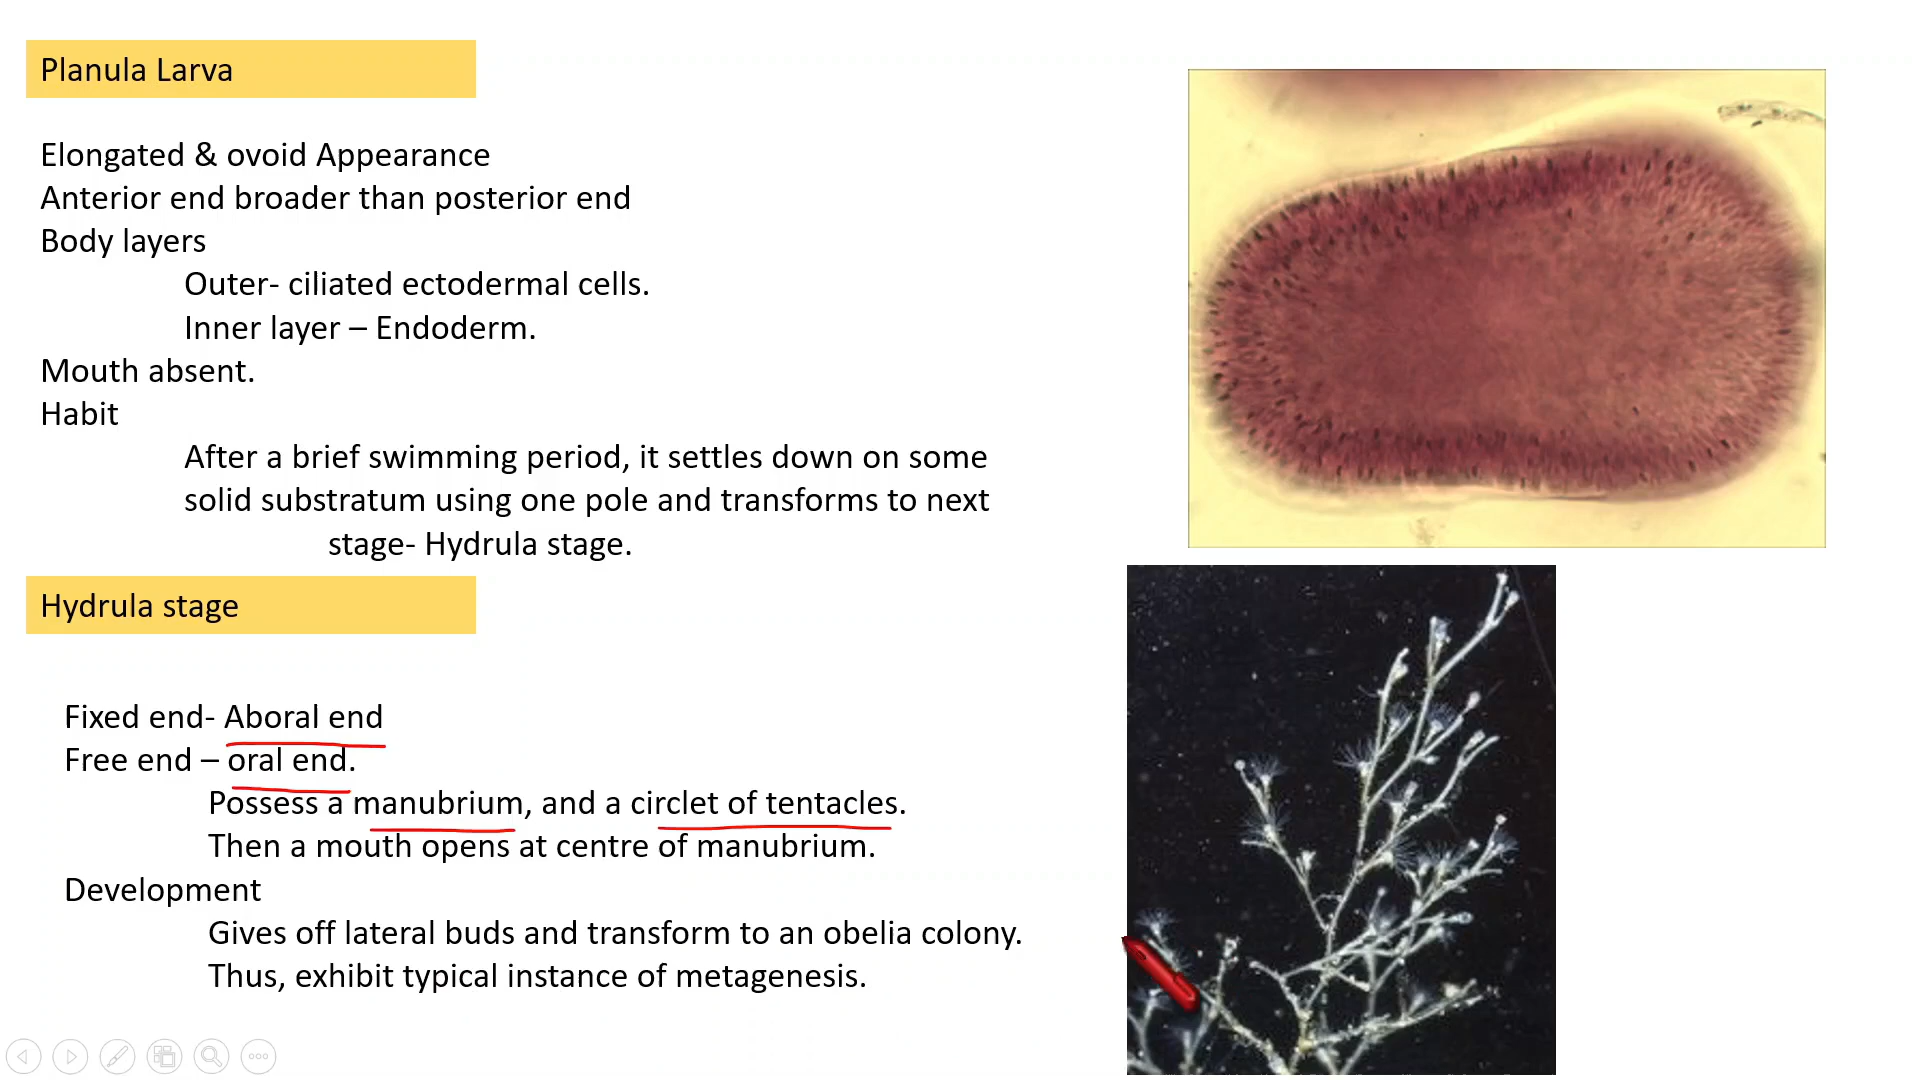 Planula Larva
Elongated & ovoid Appearance
Anterior end broader than posterior end
Body layers
Outer- ciliated ectodermal cells.
Inner layer – Endoderm.
Mouth absent.
Habit
After a brief swimming period, it settles down on some
solid substratum using one pole and transforms to next
stage- Hydrula stage.
Hydrula stage
Fixed end- Aboral end
Free end – oral end.
Possess a manubrium, and a circlet of tentacles.
Then a mouth opens at centre of manubrium.
Development
Gives off lateral buds and transform to an obelia colony.
Thus, exhibit typical instance of metagenesis.